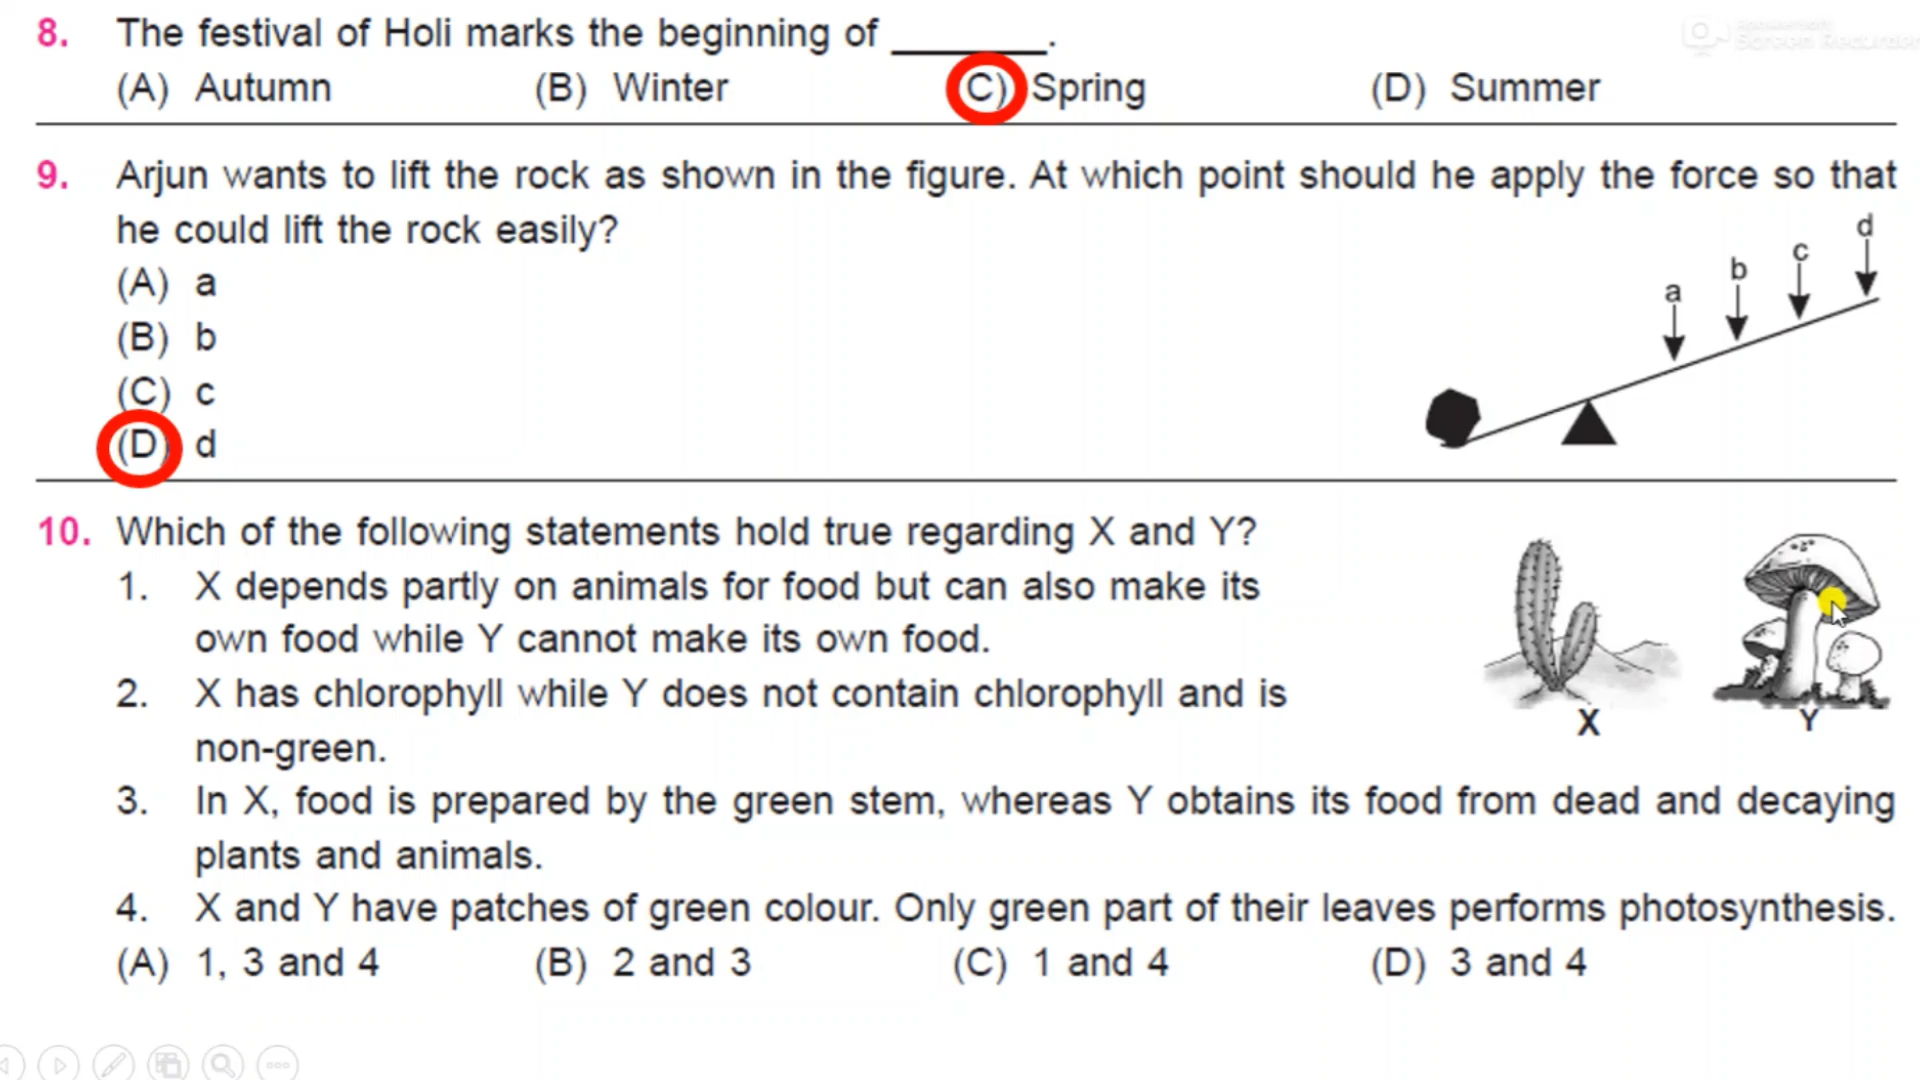 8. The festival of Holi marks the beginning of ________.
(A) Autumn (B) Winter (C) Spring (D) Summer
9. Arjun wants to lift the rock as shown in the figure. At which point should he apply the force so that
he could lift the rock easily?
(A) a
(B) b
(C) c
(D) d
a b c d
10. Which of the following statements hold true regarding X and Y?
1. X depends partly on animals for food but can also make its
own food while Y cannot make its own food.
2. X has chlorophyll while Y does not contain chlorophyll and is
non-green.
X Y
3. In X, food is prepared by the green stem, whereas Y obtains its food from dead and decaying
plants and animals.
4. X and Y have patches of green colour. Only green part of their leaves performs photosynthesis.
(A) 1, 3 and 4 (B) 2 and 3 (C) 1 and 4 (D) 3 and 4
Screen Recorder